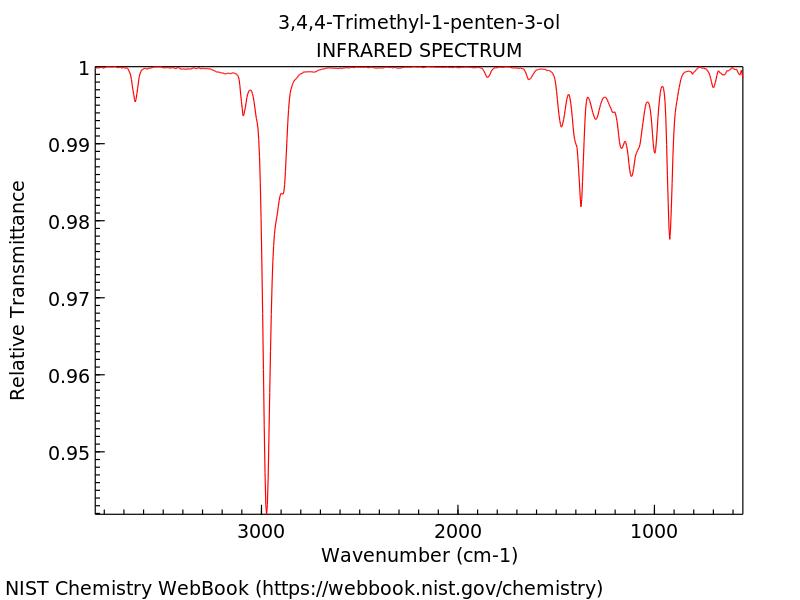 3,4,4-Trimethyl-1-penten-3-ol
INFRARED SPECTRUM
1
0.99
0.98
0.97
0.96
0.95
Relative Transmittance
3000 2000 1000
Wavenumber (cm-1)
NIST Chemistry WebBook (https://webbook.nist.gov/chemistry)